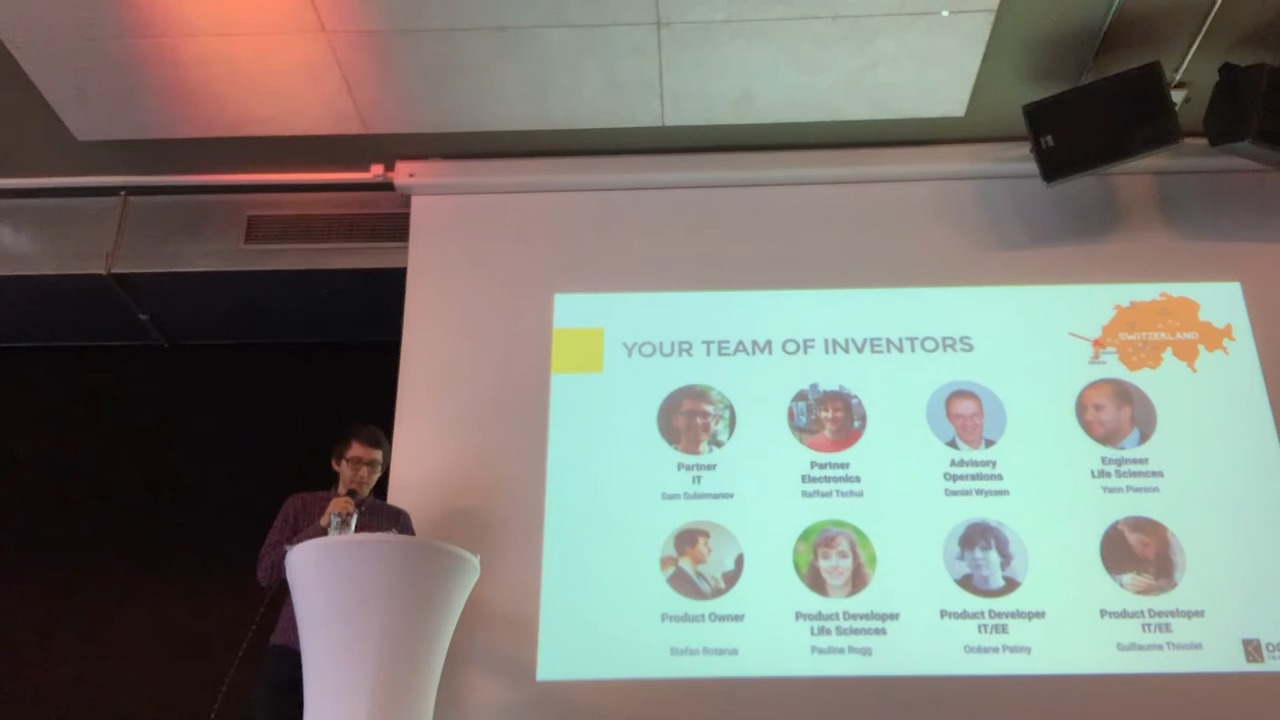 YOUR TEAM OF INVENTORS
SWITZERLAND
Partner
IT
Sam Sulaimanov
Partner
Electronics
Raffael Tschui
Advisory
Operations
Daniel Wyssen
Engineer
Life Sciences
Yann Pierson
Product Owner
Stefan Rotarus
Product Developer
Life Sciences
Pauline Rogg
Product Developer
IT/EE
Océane Patiny
Product Developer
IT/EE
Guillaume Thivolet